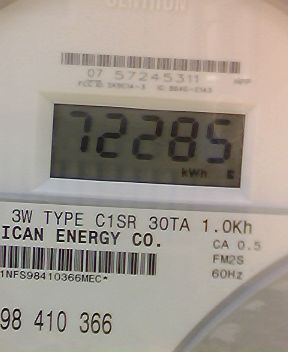 CENTRON
07 57245311
72285
kWh
3W TYPE C1SR 30TA 1.0Kh
ICAN ENERGY CO.
CA 0.5
FM2S
60Hz
1NFS98410366MEC*
98 410 366